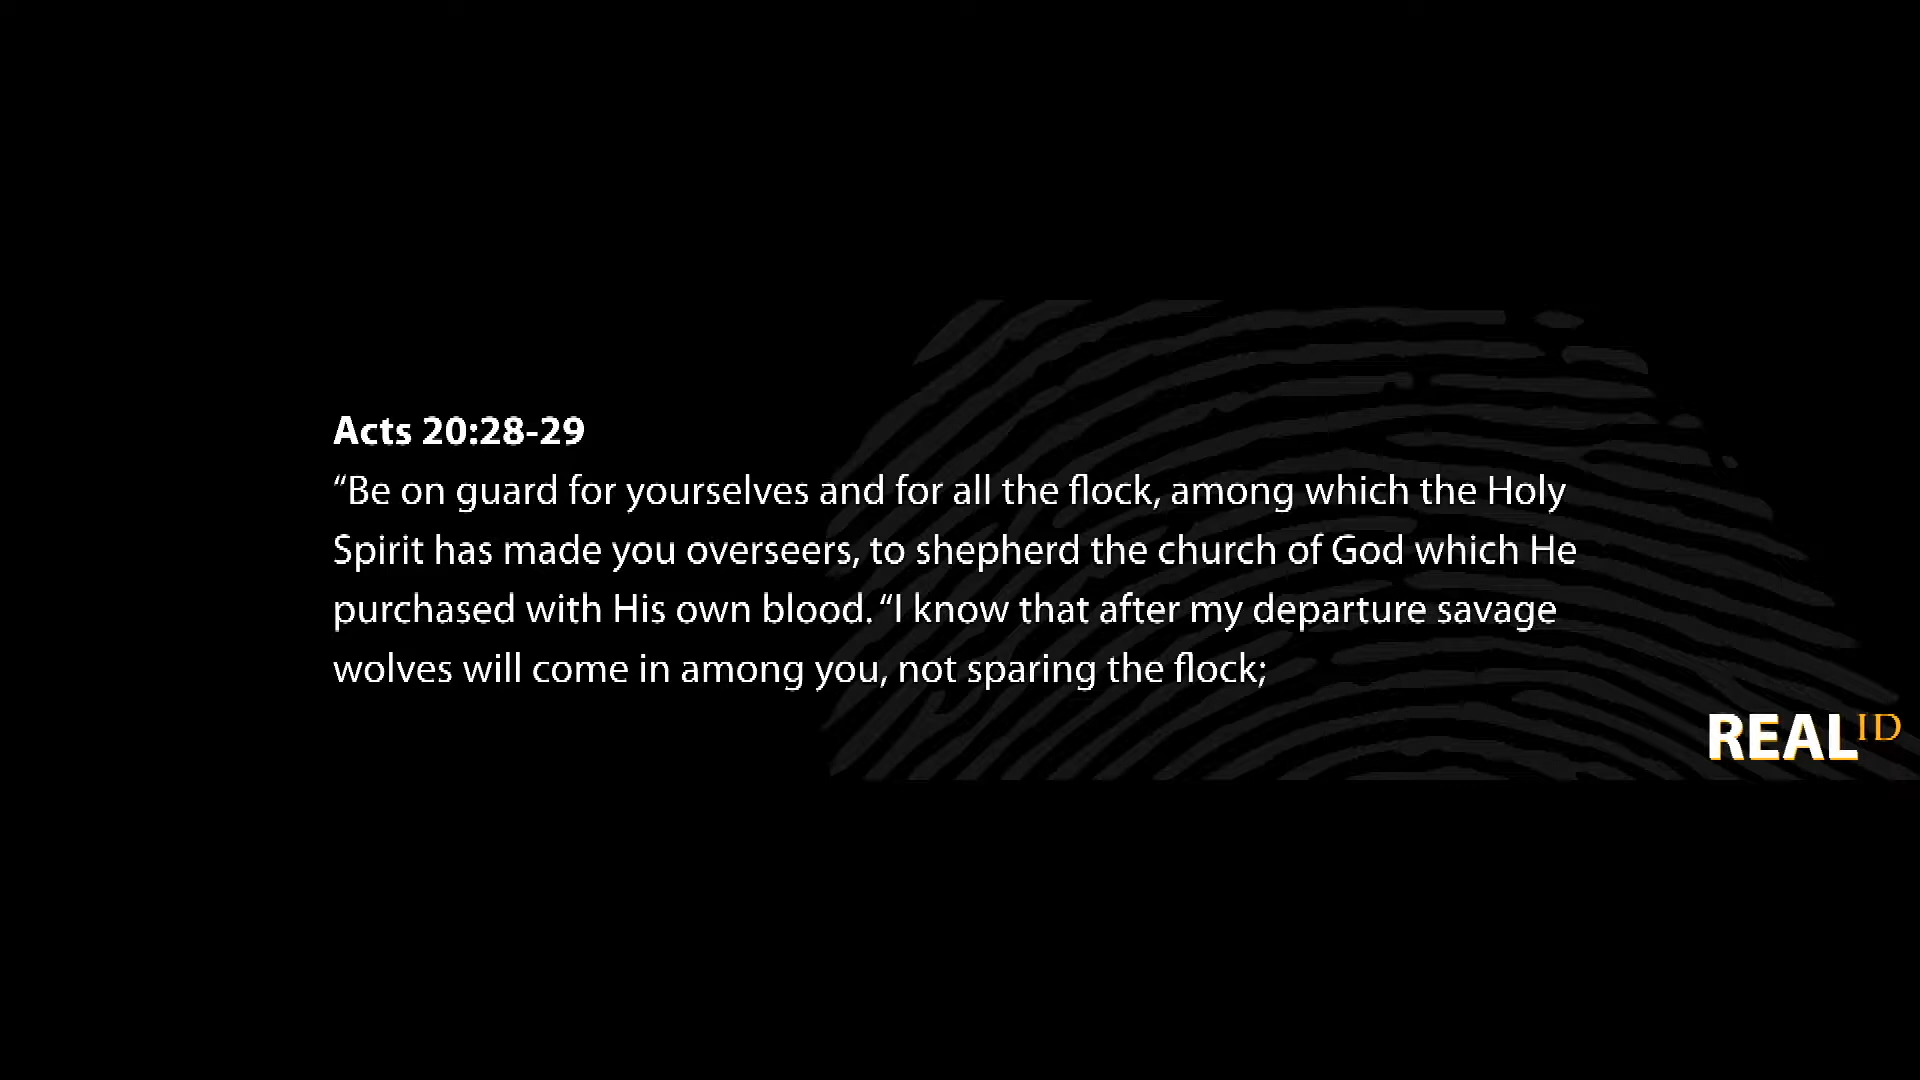 Acts 20:28-29
“Be on guard for yourselves and for all the flock, among which the Holy
Spirit has made you overseers, to shepherd the church of God which He
purchased with His own blood. “I know that after my departure savage
wolves will come in among you, not sparing the flock;
REAL ID